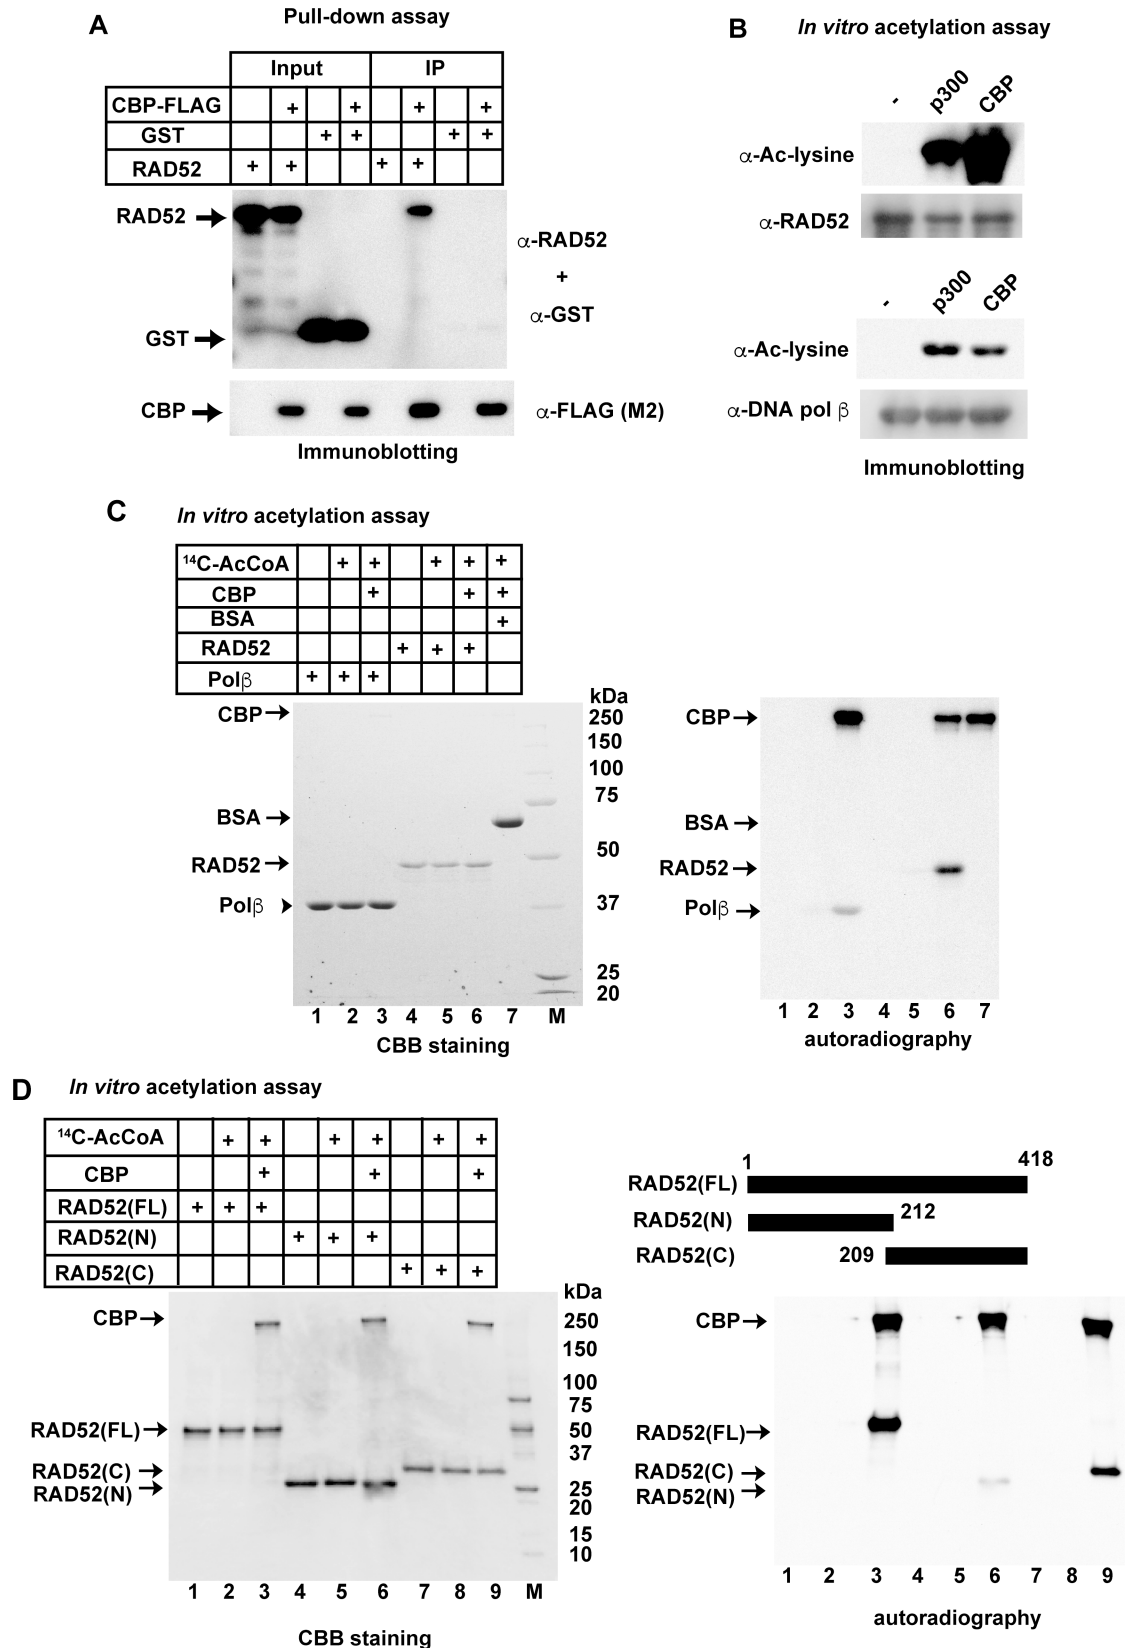 A
Pull-down assay
Input IP
CBP-FLAG + + + +
GST + + + +
RAD52 + + + +
RAD52
GST
α-RAD52
+
α-GST
CBP
α-FLAG (M2)
Immunoblotting
B
In vitro acetylation assay
- p300 CBP
α-Ac-lysine
α-RAD52
- p300 CBP
α-Ac-lysine
α-DNA pol β
Immunoblotting
C
In vitro acetylation assay
14C-AcCoA + + + + +
CBP + + +
BSA +
RAD52 + + +
Polβ + + +
kDa
CBP
BSA
RAD52
Polβ
250
150
100
75
50
37
25
20
1 2 3 4 5 6 7 M
CBB staining
CBP
BSA
RAD52
Polβ
1 2 3 4 5 6 7
autoradiography
D
In vitro acetylation assay
14C-AcCoA + + + + + +
CBP + + +
RAD52(FL) + + +
RAD52(N) + + +
RAD52(C) + + +
kDa
CBP
RAD52(FL)
RAD52(C)
RAD52(N)
250
150
100
75
50
37
25
20
15
10
1 2 3 4 5 6 7 8 9 M
CBB staining
1 418
RAD52(FL)
RAD52(N) 212
RAD52(C) 209
CBP
RAD52(FL)
RAD52(C)
RAD52(N)
1 2 3 4 5 6 7 8 9
autoradiography